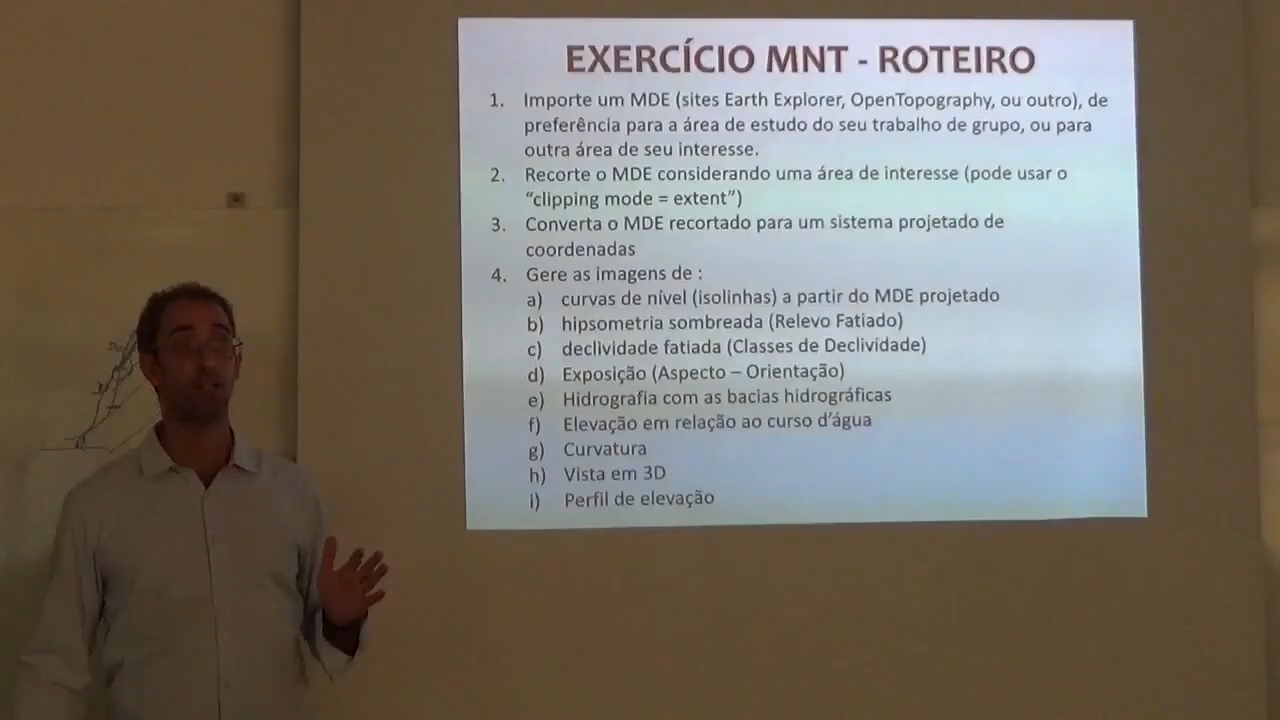 EXERCÍCIO MNT - ROTEIRO
1. Importe um MDE (sites Earth Explorer, OpenTopography, ou outro), de
preferência para a área de estudo do seu trabalho de grupo, ou para
outra área de seu interesse.
2. Recorte o MDE considerando uma área de interesse (pode usar o
“clipping mode = extent”)
3. Converta o MDE recortado para um sistema projetado de
coordenadas
4. Gere as imagens de :
a) curvas de nível (isolinhas) a partir do MDE projetado
b) hipsometria sombreada (Relevo Fatiado)
c) declividade fatiada (Classes de Declividade)
d) Exposição (Aspecto – Orientação)
e) Hidrografia com as bacias hidrográficas
f) Elevação em relação ao curso d’água
g) Curvatura
h) Vista em 3D
i) Perfil de elevação